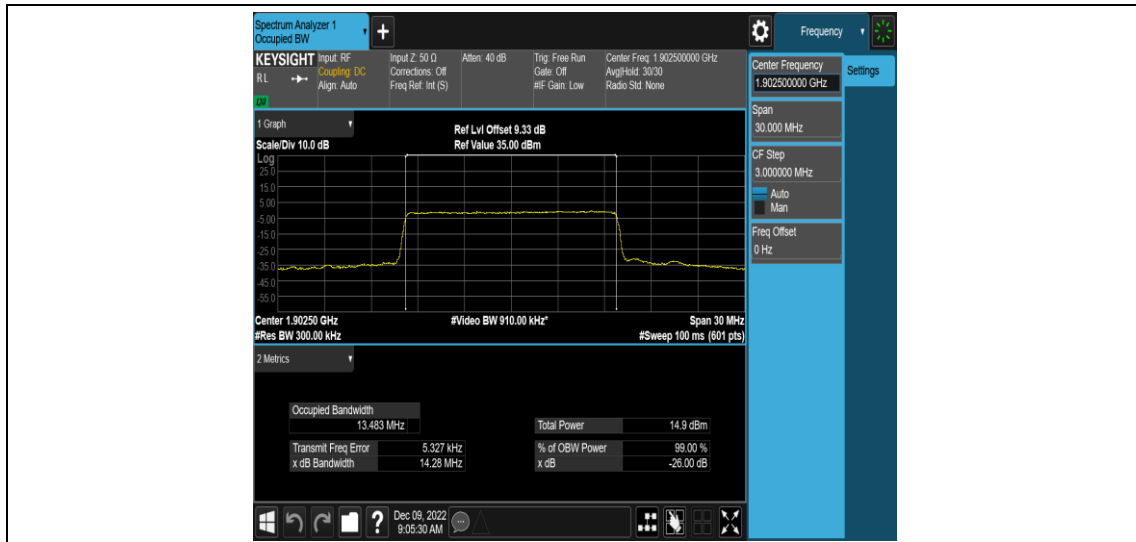 Spectrum Analyzer 1
Occupied BW
+
Frequency
KEYSIGHT
RL
LXI
Input: RF
Coupling: DC
Align: Auto
Input Z: 50 Ω
Corrections: Off
Freq Ref: Int (S)
Atten: 40 dB
Trig: Free Run
Gate: Off
#IF Gain: Low
Center Freq: 1.902500000 GHz
Avg|Hold: 30/30
Radio Std: None
Center Frequency
1.902500000 GHz
Settings
Span
30.000 MHz
CF Step
3.000000 MHz
Auto
Man
Freq Offset
0 Hz
1 Graph
Ref Lvl Offset 9.33 dB
Scale/Div 10.0 dB
Ref Value 35.00 dBm
Log
25.0
15.0
5.00
-5.00
-15.0
-25.0
-35.0
-45.0
-55.0
Center 1.90250 GHz
#Video BW 910.00 kHz*
Span 30 MHz
#Res BW 300.00 kHz
#Sweep 100 ms (601 pts)
2 Metrics
Occupied Bandwidth
13.483 MHz
Total Power 14.9 dBm
Transmit Freq Error 5.327 kHz
% of OBW Power 99.00 %
x dB Bandwidth 14.28 MHz
x dB -26.00 dB
?
Dec 09, 2022
9:05:30 AM